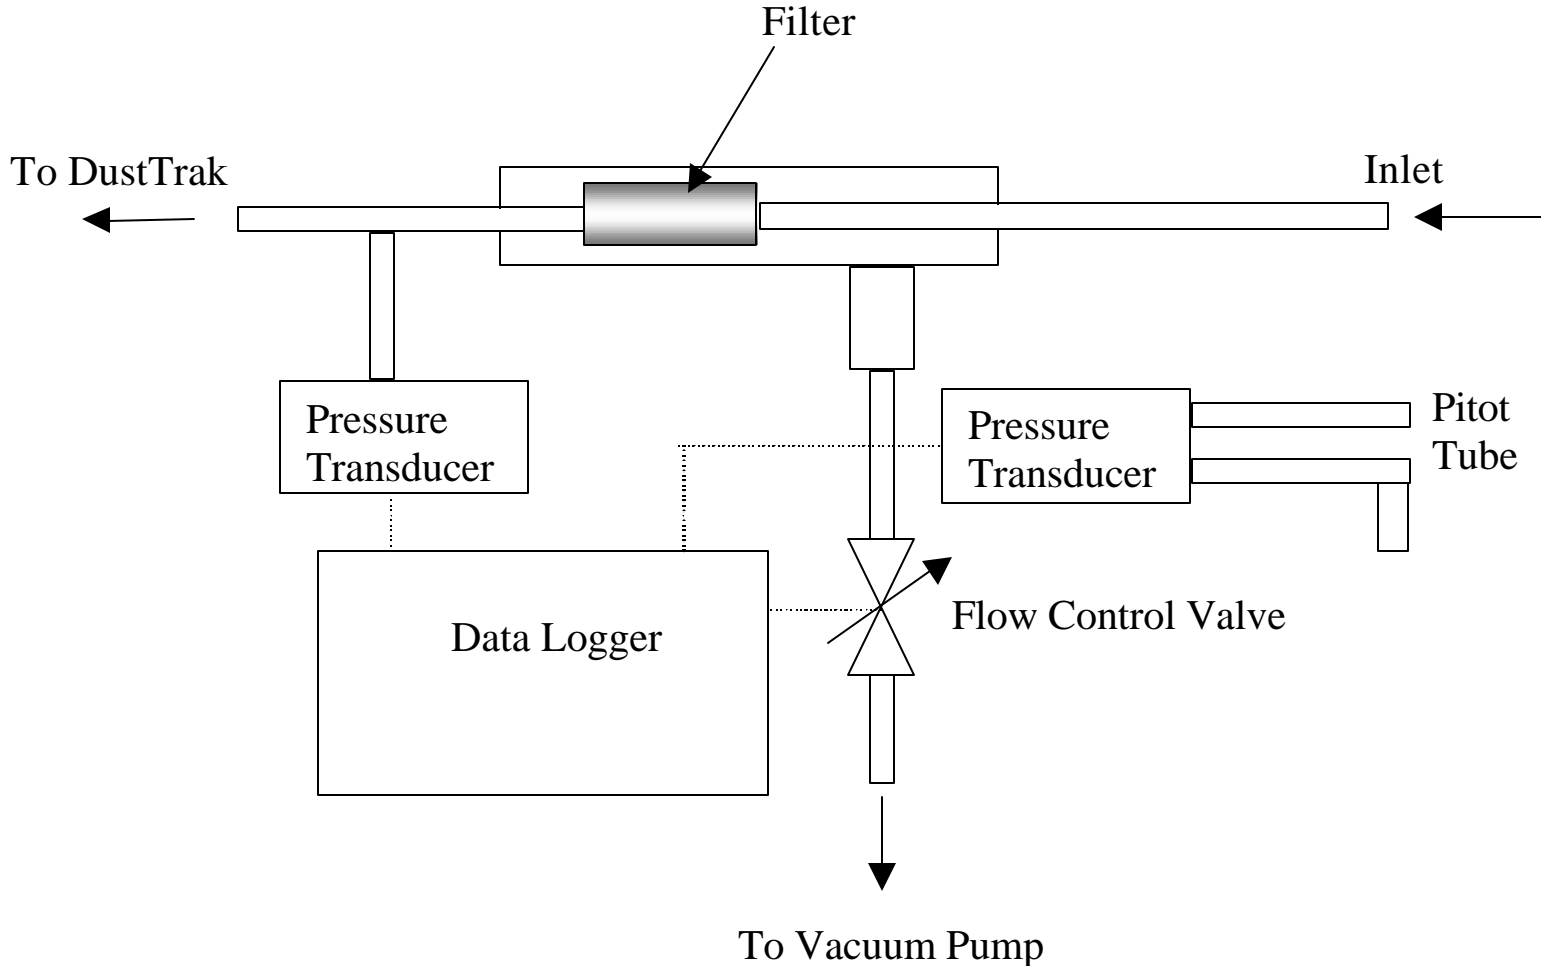 Filter
To DustTrak
Inlet
Pressure
Transducer
Pressure
Transducer
Pitot
Tube
Data Logger
Flow Control Valve
To Vacuum Pump